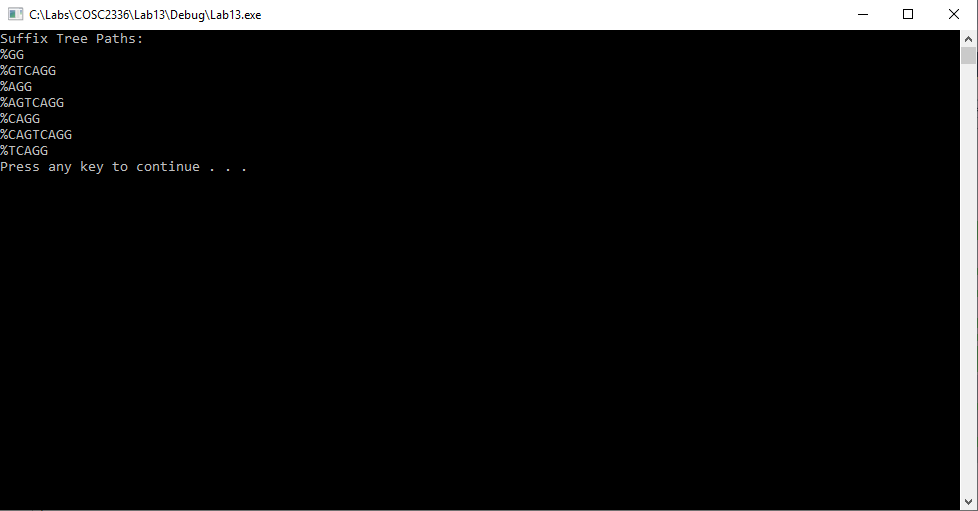 C:\Labs\COSC2336\Lab13\Debug\Lab13.exe
Suffix Tree Paths:
%GG
%GTCAGG
%AGG
%AGTCAGG
%CAGG
%CAGTCAGG
%TCAGG
Press any key to continue . . .